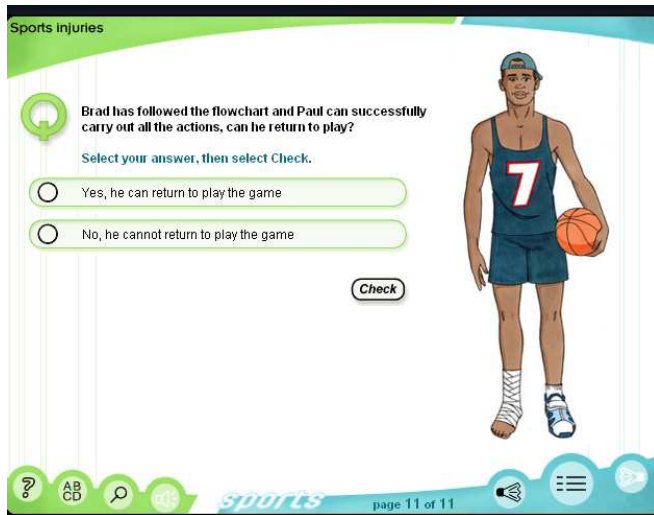 Sports injuries
Q
Brad has followed the flowchart and Paul can successfully
carry out all the actions, can he return to play?
Select your answer, then select Check.
Yes, he can return to play the game
No, he cannot return to play the game
Check
7
?
AB
CD
sports
page 11 of 11